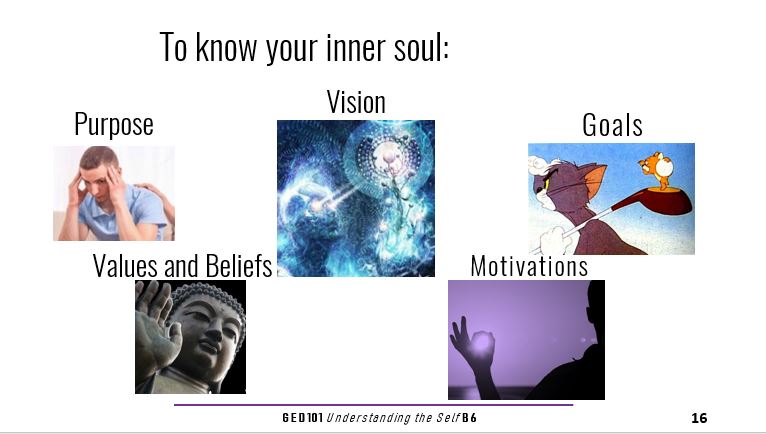 To know your inner soul:
Vision
Purpose
Goals
Values and Beliefs
Motivations
GED101 Understanding the Self B6
16